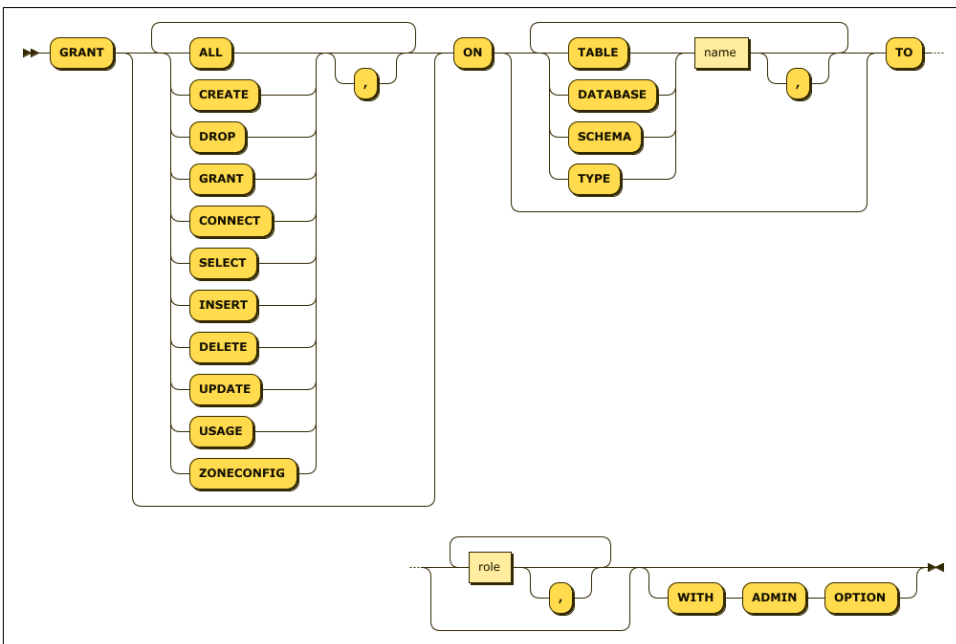 GRANT ALL ON TABLE name TO
CREATE , DATABASE ,
DROP SCHEMA
GRANT TYPE
CONNECT
SELECT
INSERT
DELETE
UPDATE
USAGE
ZONECONFIG
role
, WITH ADMIN OPTION